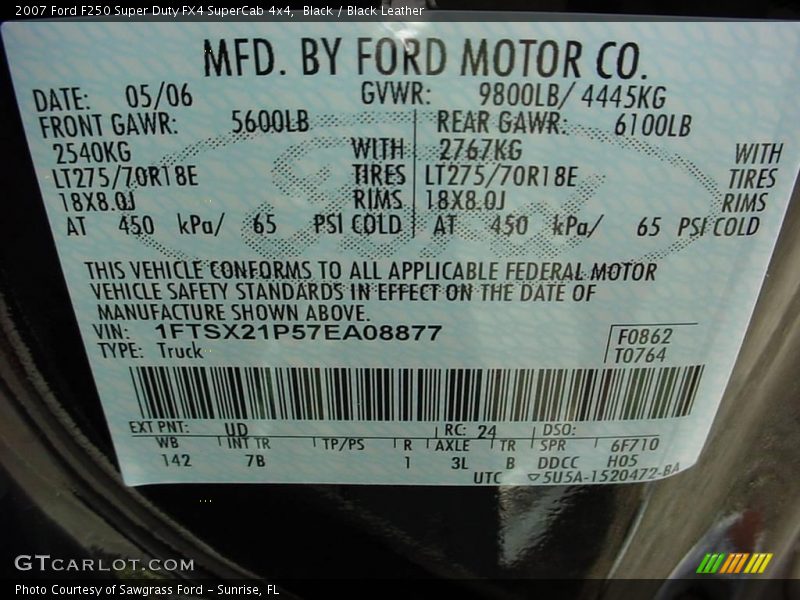 2007 Ford F250 Super Duty FX4 SuperCab 4x4, Black / Black Leather
MFD. BY FORD MOTOR CO.
DATE: 05/06 GVWR: 9800LB/ 4445KG
FRONT GAWR: 5600LB REAR GAWR: 6100LB
2540KG WITH 2767KG WITH
LT275/70R18E TIRES LT275/70R18E TIRES
18X8.0J RIMS 18X8.0J RIMS
AT 450 kPa/ 65 PSI COLD AT 450 kPa/ 65 PSI COLD
THIS VEHICLE CONFORMS TO ALL APPLICABLE FEDERAL MOTOR
VEHICLE SAFETY STANDARDS IN EFFECT ON THE DATE OF
MANUFACTURE SHOWN ABOVE.
VIN: 1FTSX21P57EA08877
TYPE: Truck
F0862
T0764
EXT PNT: UD RC: 24 DSO:
WB INT TR TP/PS R AXLE TR SPR 6F710
142 7B 1 3L B DDCC H05
UTC ▽5U5A-1520472-BA
GTCARLOT.COM
Photo Courtesy of Sawgrass Ford - Sunrise, FL